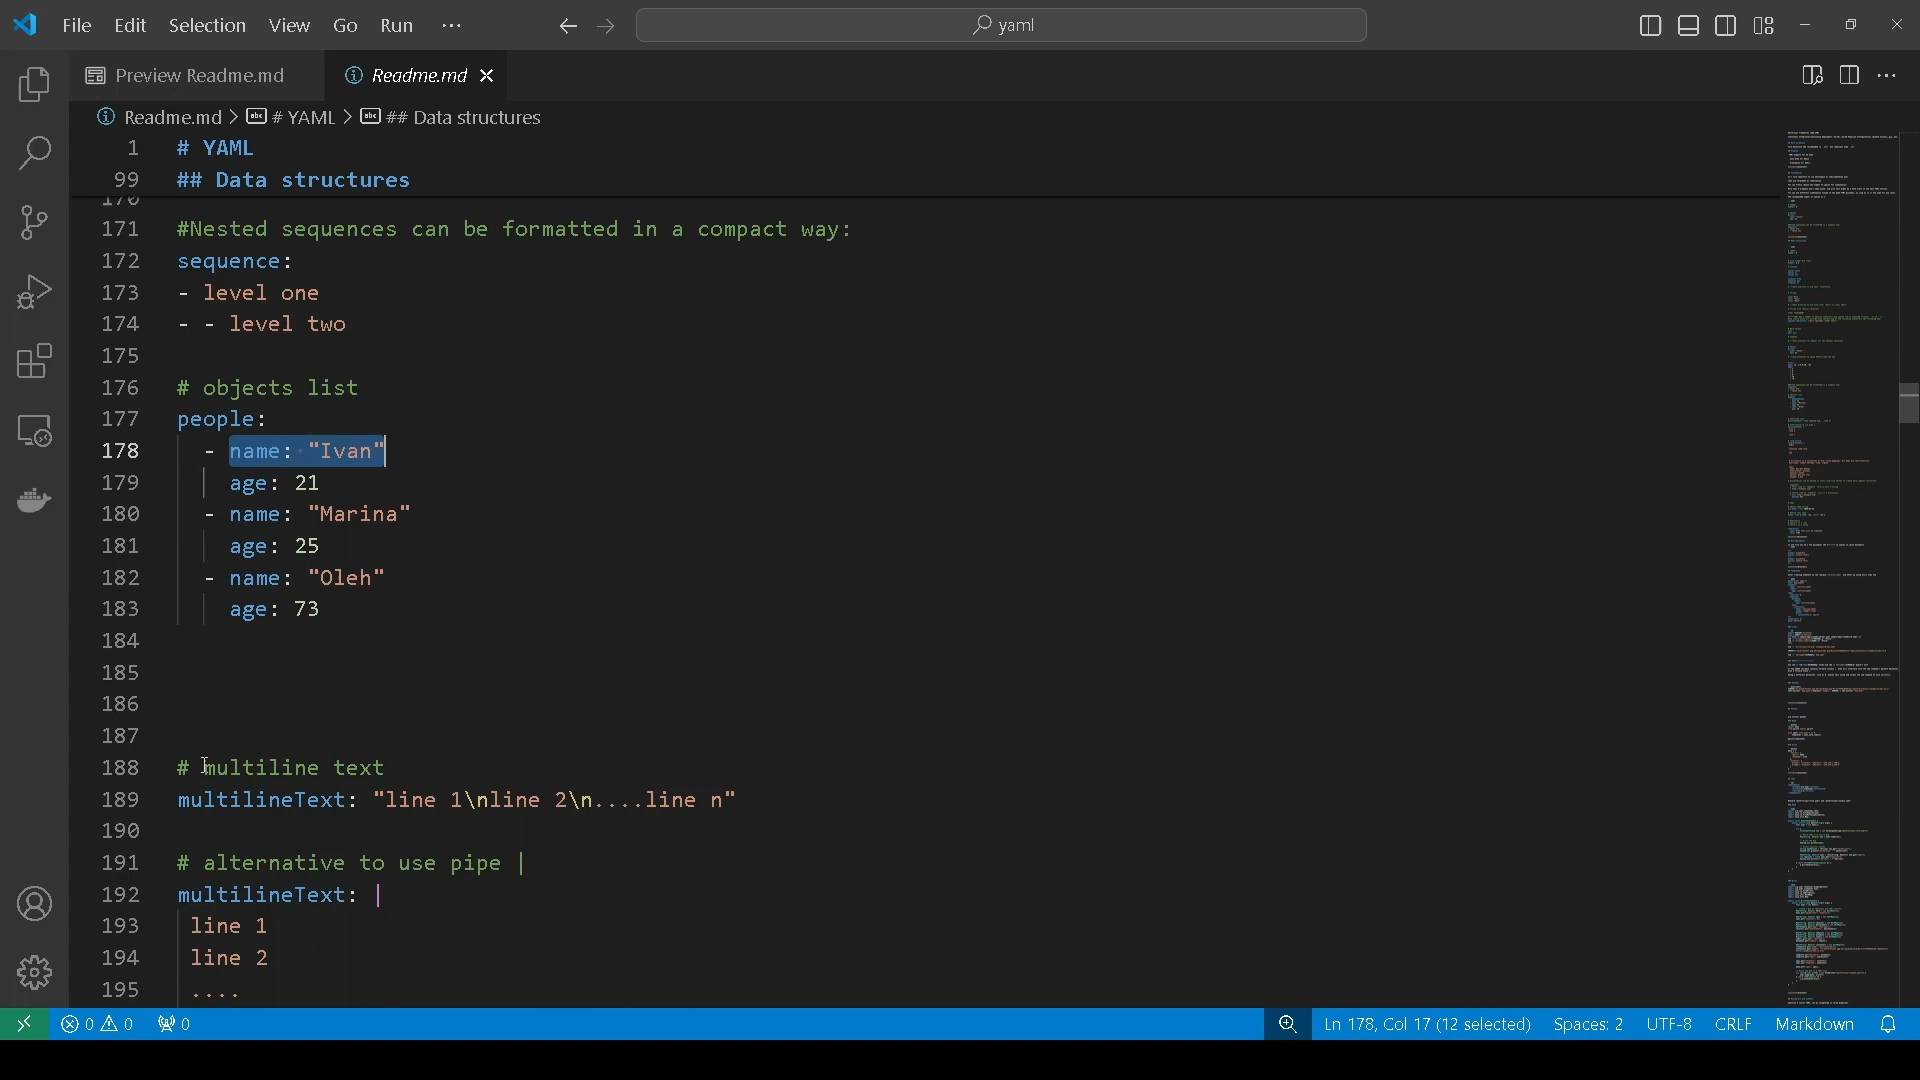 File Edit Selection View Go Run ···
yaml
Preview Readme.md
Readme.md
Readme.md > # YAML > ## Data structures
1 # YAML
99 ## Data structures
170
171 #Nested sequences can be formatted in a compact way:
172 sequence:
173 - level one
174 - - level two
175
176 # objects list
177 people:
178 - name: "Ivan"
179 age: 21
180 - name: "Marina"
181 age: 25
182 - name: "Oleh"
183 age: 73
184
185
186
187
188 # multiline text
189 multilineText: "line 1\nline 2\n....line n"
190
191 # alternative to use pipe |
192 multilineText: |
193 line 1
194 line 2
195 ....
0 0 0
Ln 178, Col 17 (12 selected) Spaces: 2 UTF-8 CRLF Markdown